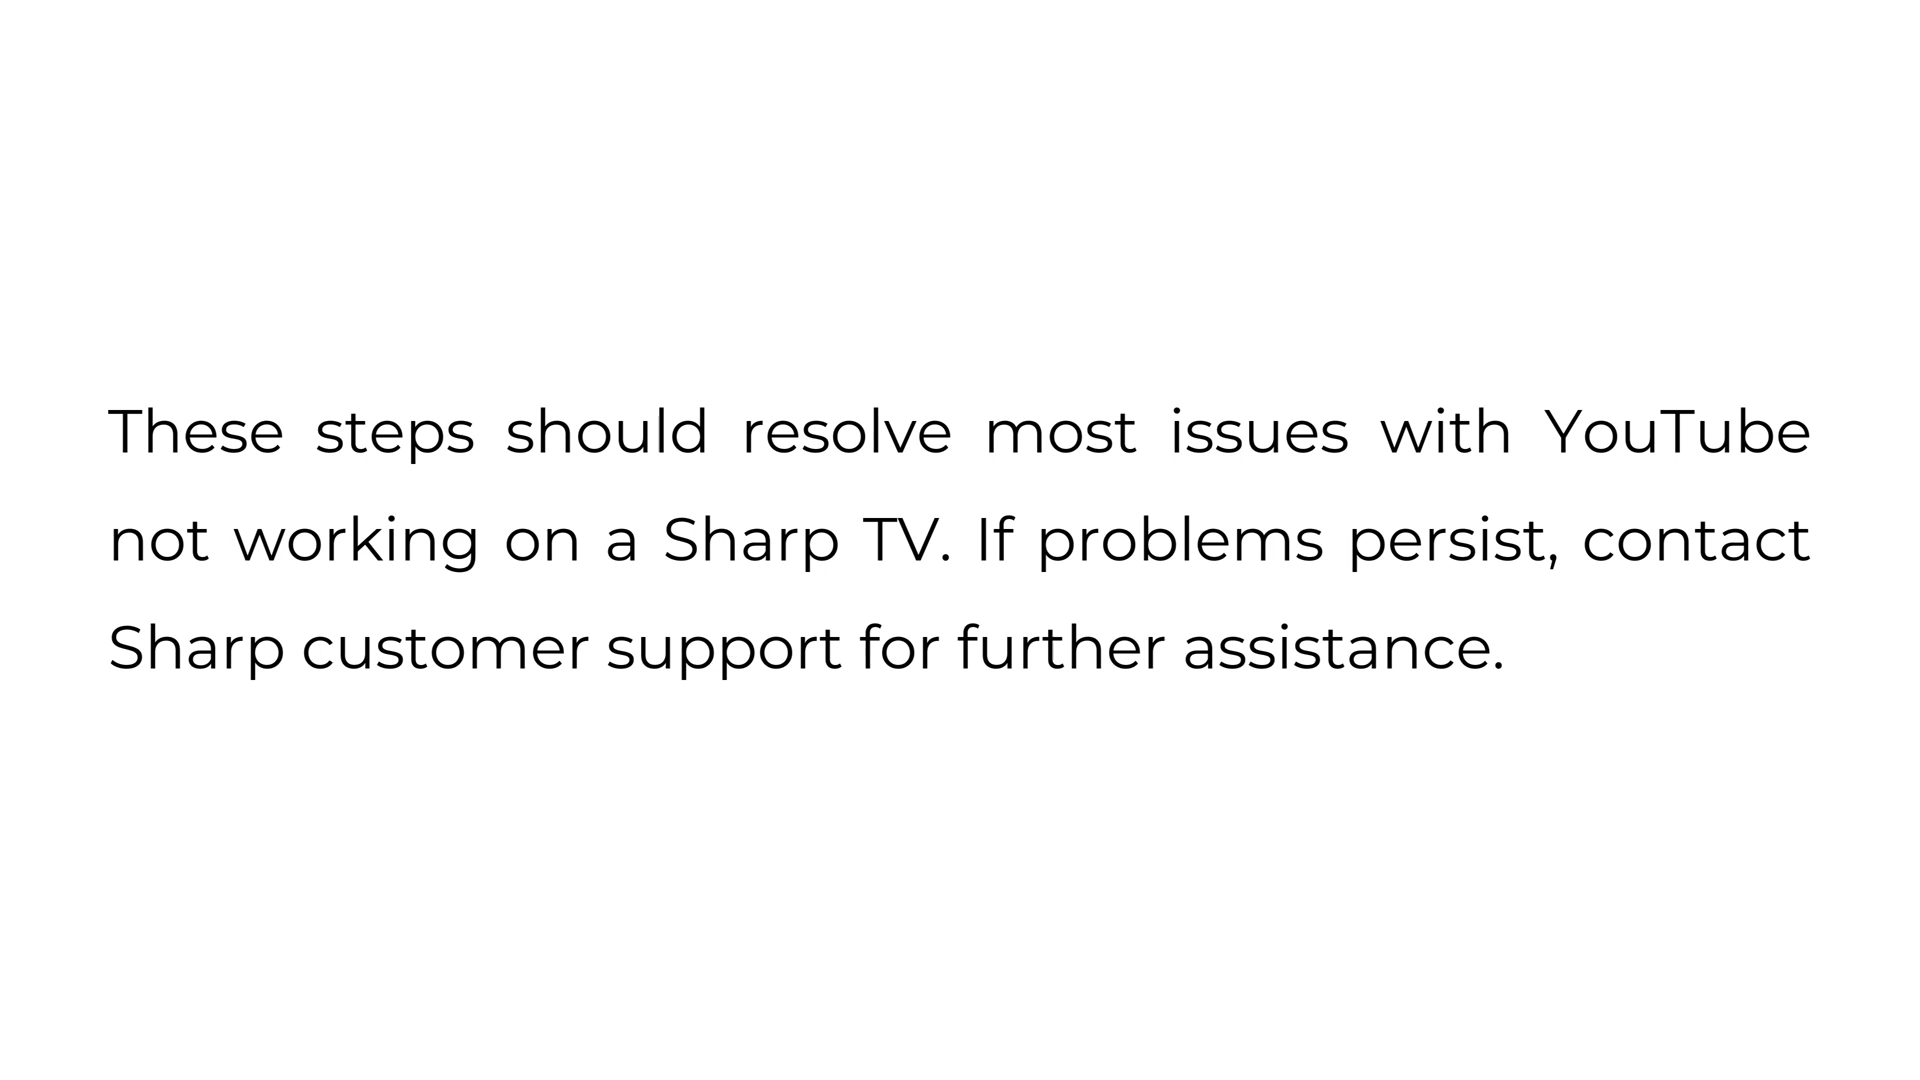 These steps should resolve most issues with YouTube
not working on a Sharp TV. If problems persist, contact
Sharp customer support for further assistance.